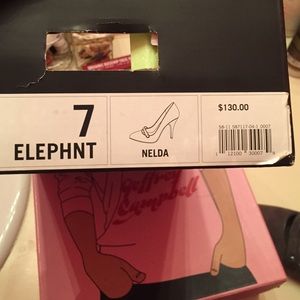 7
ELEPHNT
NELDA
$130.00
Jeffrey
Campbell